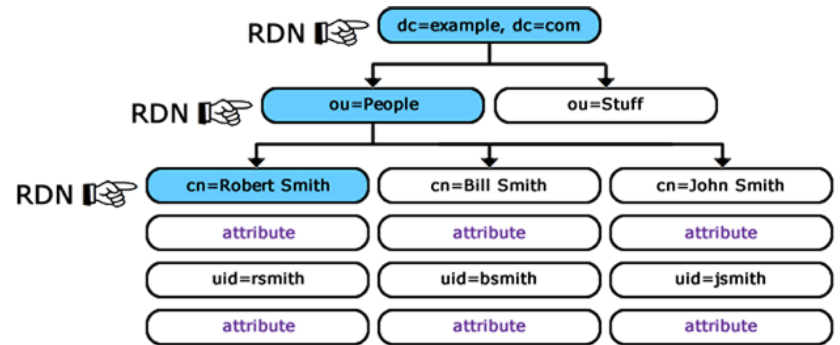 RDN
dc=example, dc=com
RDN
ou=People
ou=Stuff
RDN
cn=Robert Smith
cn=Bill Smith
cn=John Smith
attribute
attribute
attribute
uid=rsmith
uid=bsmith
uid=jsmith
attribute
attribute
attribute